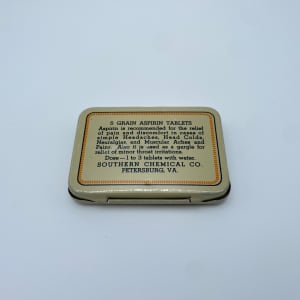 5 GRAIN ASPIRIN TABLETS
Aspirin is recommended for the relief
of pain and discomfort in cases of
simple Headaches, Head Colds,
Neuralgias, and Muscular Aches and
Pains. Also it is used as a gargle for
relief of minor throat irritations.
Dose—1 to 3 tablets with water.
SOUTHERN CHEMICAL CO.
PETERSBURG, VA.